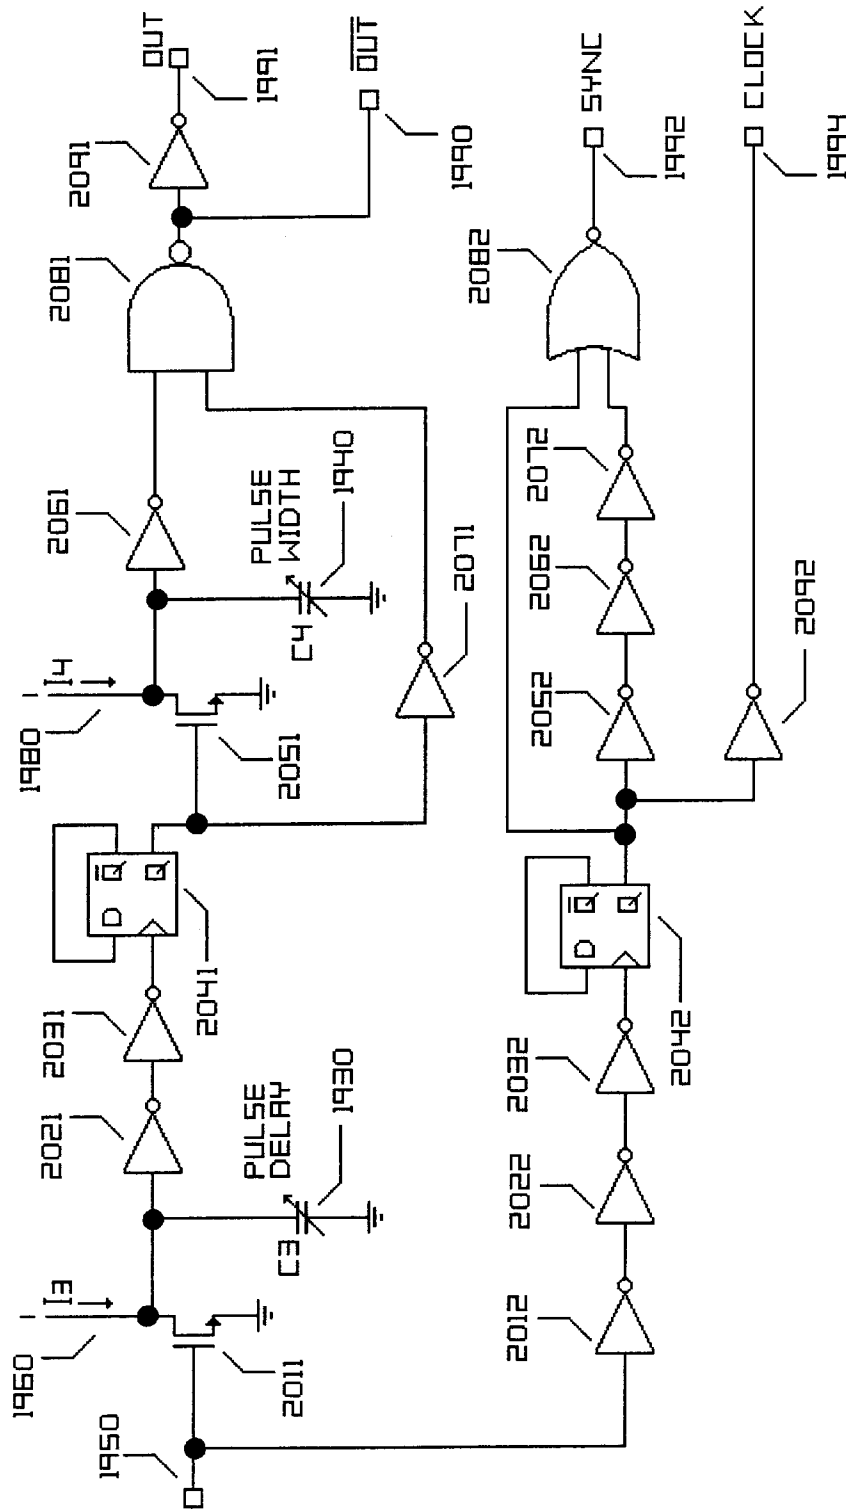 1960
I3
1950
2011
2021
PULSE
DELAY
C3
1930
2031
D
Q̅
Q
2041
1980
I4
2051
2061
PULSE
WIDTH
C4
1940
2071
2081
2091
OUT
1991
O̅U̅T̅
1990
2012
2022
2032
D
Q̅
Q
2042
2052
2062
2072
2082
SYNC
1992
2092
CLOCK
1994